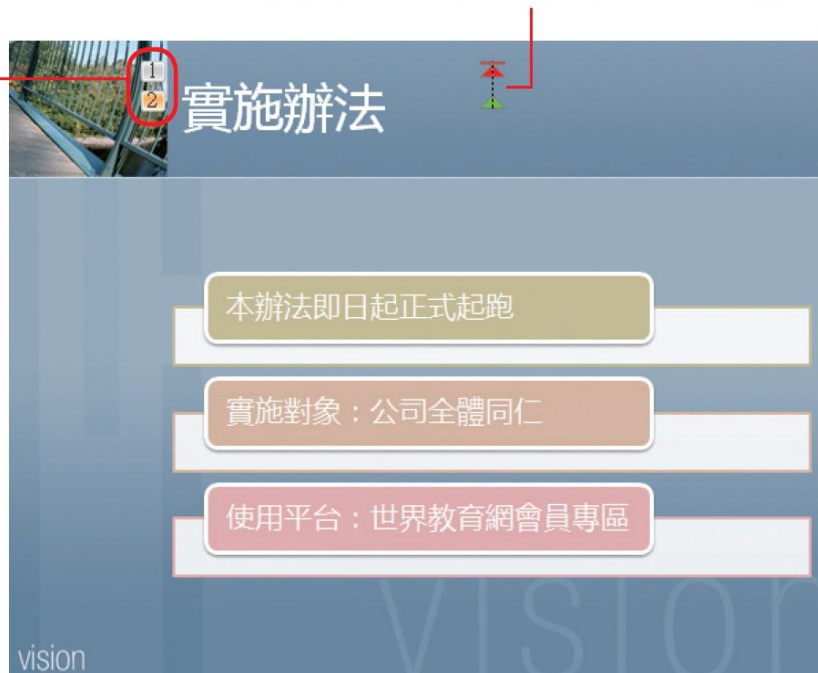 1
2
實施辦法
本辦法即日起正式起跑
實施對象：公司全體同仁
使用平台：世界教育網會員專區
vision
vision